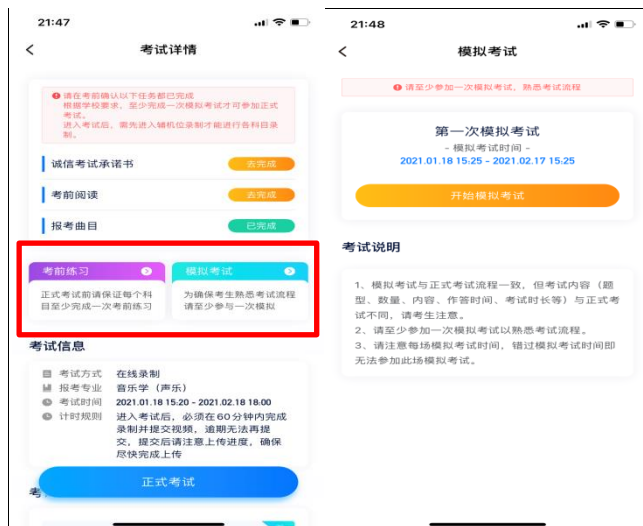 21:47
考试详情
请在考前确认以下任务都已完成
根据学校要求，至少完成一次模拟考试才可参加正式
考试。
进入考试后，需先进入辅机位录制才能进行各科目录
制。
诚信考试承诺书
去完成
考前阅读
去完成
报考曲目
已完成
考前练习
正式考试前请保证每个科
目至少完成一次考前练习
模拟考试
为确保考生熟悉考试流程
请至少参与一次模拟
考试信息
考试方式 在线录制
报考专业 音乐学（声乐）
考试时间 2021.01.18 15:20 - 2021.02.18 18:00
计时规则 进入考试后，必须在60分钟内完成
录制并提交视频，逾期无法再提
交，提交后请注意上传进度，确保
尽快完成上传
正式考试
考
21:48
模拟考试
请至少参加一次模拟考试，熟悉考试流程
第一次模拟考试
- 模拟考试时间 -
2021.01.18 15:25 - 2021.02.17 15:25
开始模拟考试
考试说明
1、模拟考试与正式考试流程一致，但考试内容（题
型、数量、内容、作答时间、考试时长等）与正式考
试不同，请考生注意。
2、请至少参加一次模拟考试以熟悉考试流程。
3、请注意每场模拟考试时间，错过模拟考试时间即
无法参加此场模拟考试。